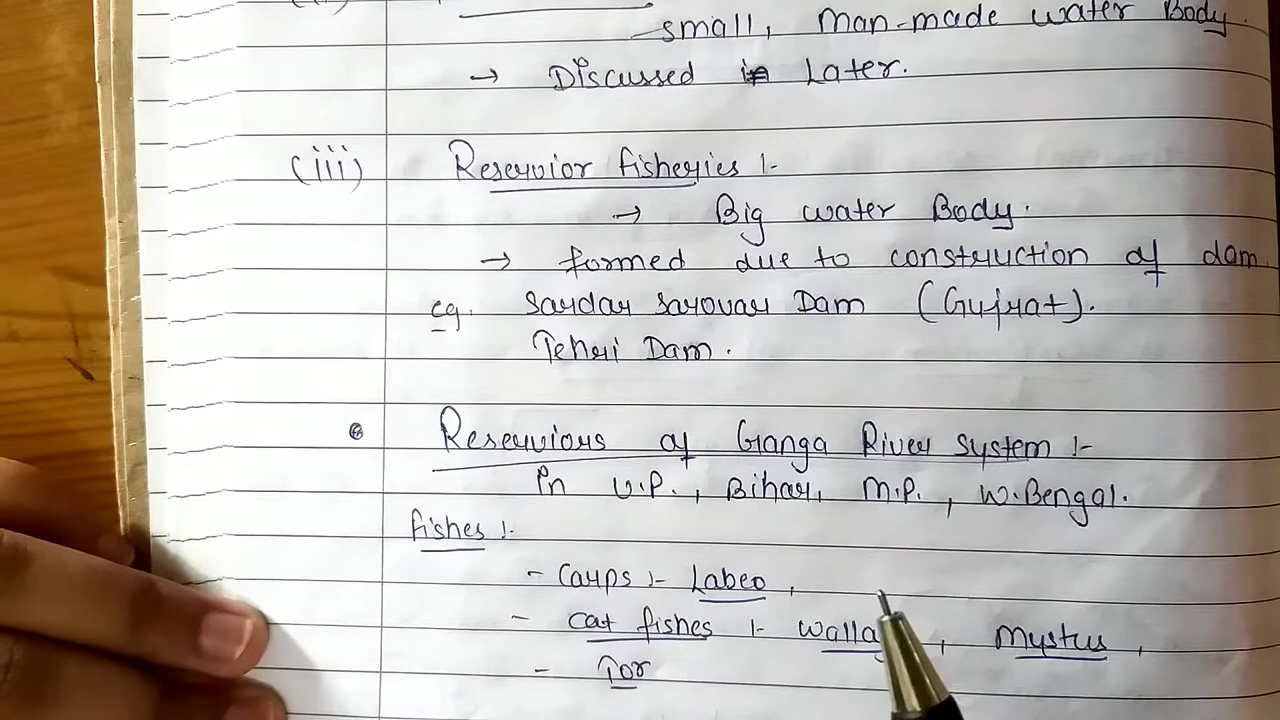 small, Man-made water Body.
→ Discussed in Later.
(iii) Reservior fisheries :-
→ Big water Body.
→ formed due to construction of dam
eg. Sardar Sarovar Dam (Gujrat).
Tehri Dam.
Reserviors of Ganga River System :-
in U.P., Bihar, M.P., W.Bengal.
fishes :-
- Carps :- Labeo,
- Cat fishes :- , Mystus,
- Tor